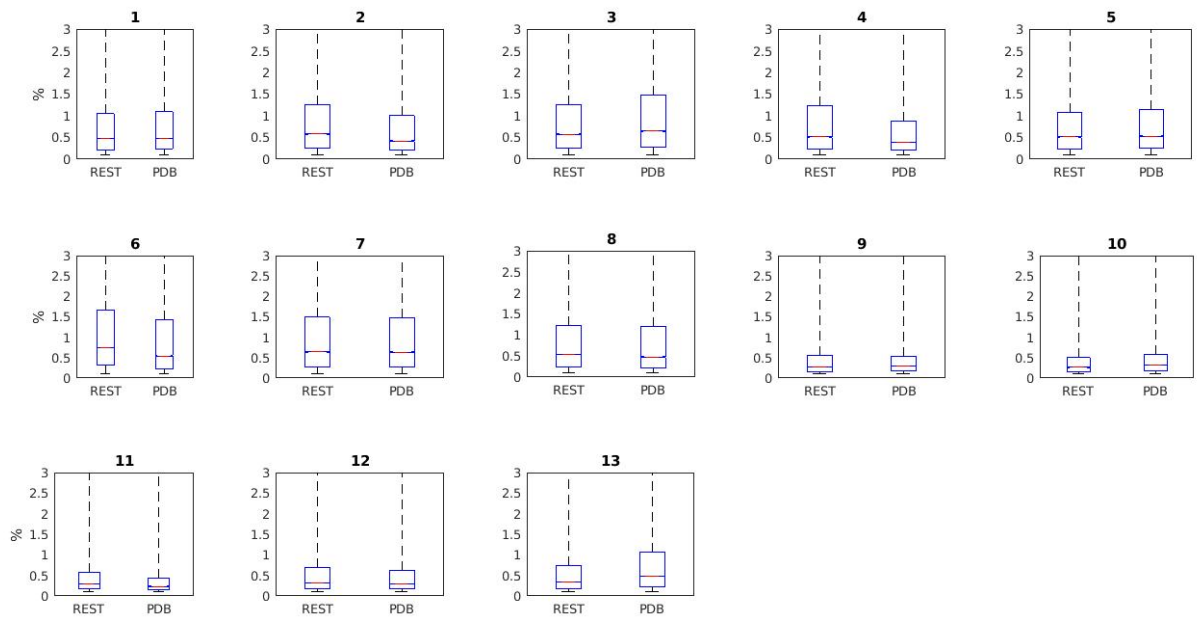 1 2 3 4 5
3 3 3 3 3
2.5 2.5 2.5 2.5 2.5
2 2 2 2 2
% 1.5 1.5 1.5 1.5 1.5
1 1 1 1 1
0.5 0.5 0.5 0.5 0.5
0 0 0 0 0
REST PDB REST PDB REST PDB REST PDB REST PDB
6 7 8 9 10
3 3 3 3 3
2.5 2.5 2.5 2.5 2.5
2 2 2 2 2
% 1.5 1.5 1.5 1.5 1.5
1 1 1 1 1
0.5 0.5 0.5 0.5 0.5
0 0 0 0 0
REST PDB REST PDB REST PDB REST PDB REST PDB
11 12 13
3 3 3
2.5 2.5 2.5
2 2 2
% 1.5 1.5 1.5
1 1 1
0.5 0.5 0.5
0 0 0
REST PDB REST PDB REST PDB